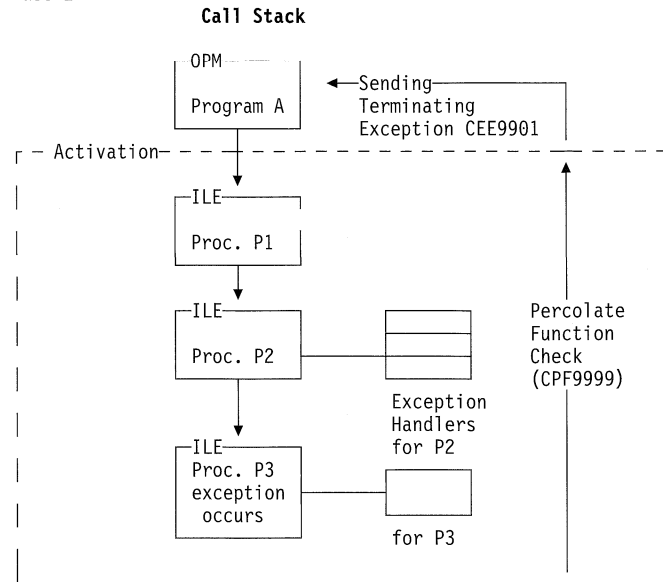 Call Stack
OPM
Program A
Sending
Terminating
Exception CEE9901
Activation
ILE
Proc. P1
ILE
Proc. P2
Exception
Handlers
for P2
Percolate
Function
Check
(CPF9999)
ILE
Proc. P3
exception
occurs
for P3